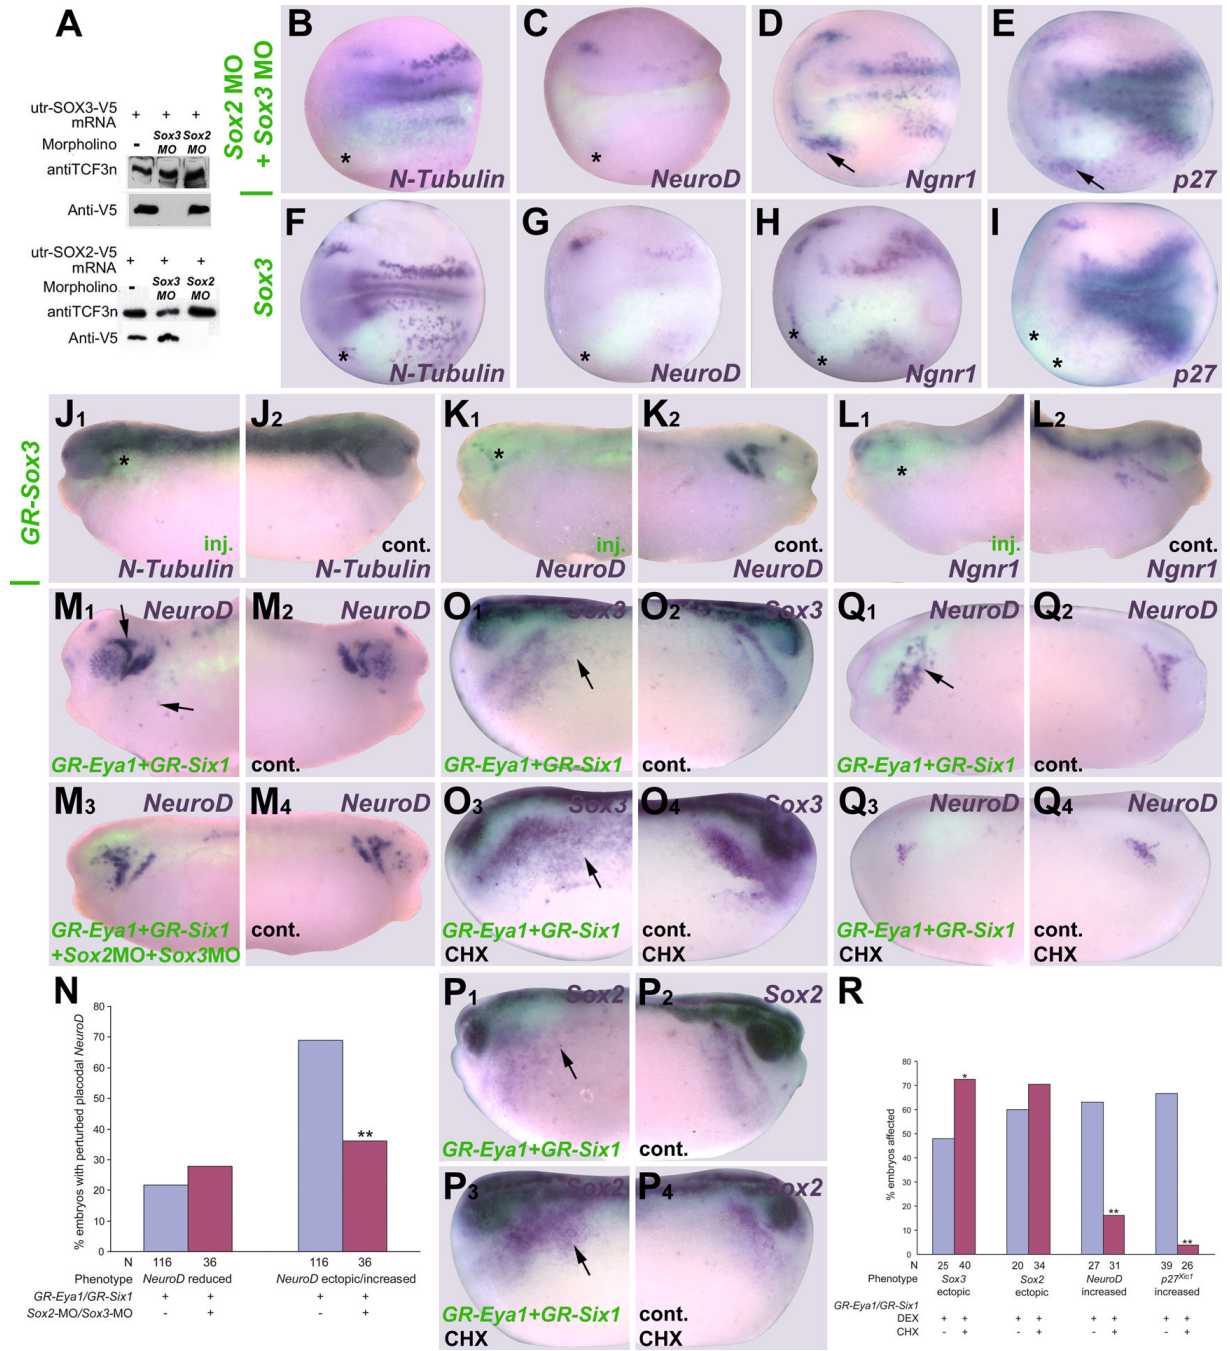 A
utr-SOX3-V5
mRNA
+ + +
Morpholino
- Sox3 MO Sox2 MO
antiTCF3n
Anti-V5
utr-SOX2-V5
mRNA
+ + +
Morpholino
- Sox3 MO Sox2 MO
antiTCF3n
Anti-V5
Sox2 MO
+ Sox3 MO
B
*
N-Tubulin
C
*
NeuroD
D
Ngnr1
E
p27
Sox3
F
*
N-Tubulin
G
*
NeuroD
H
* *
Ngnr1
I
* *
p27
GR-Sox3
J1
*
inj.
N-Tubulin
J2
cont.
N-Tubulin
K1
*
inj.
NeuroD
K2
cont.
NeuroD
L1
*
inj.
Ngnr1
L2
cont.
Ngnr1
M1 NeuroD
GR-Eya1+GR-Six1
M2 NeuroD
cont.
O1 Sox3
GR-Eya1+GR-Six1
O2 Sox3
cont.
Q1 NeuroD
GR-Eya1+GR-Six1
Q2 NeuroD
cont.
M3 NeuroD
GR-Eya1+GR-Six1
+Sox2MO+Sox3MO
M4 NeuroD
cont.
O3 Sox3
GR-Eya1+GR-Six1
CHX
O4 Sox3
cont.
CHX
Q3 NeuroD
GR-Eya1+GR-Six1
CHX
Q4 NeuroD
cont.
CHX
N
% embryos with perturbed placodal NeuroD
80
70
60
50
40
30
20
10
0
**
N 116 36 116 36
Phenotype NeuroD reduced NeuroD ectopic/increased
GR-Eya1/GR-Six1 + + + +
Sox2-MO/Sox3-MO - + - +
P1 Sox2
GR-Eya1+GR-Six1
P2 Sox2
cont.
P3 Sox2
GR-Eya1+GR-Six1
CHX
P4 Sox2
cont.
CHX
R
% embryos affected
80
70
60
50
40
30
20
10
0
*
**
**
N 25 40 20 34 27 31 39 26
Phenotype Sox3 ectopic Sox2 ectopic NeuroD increased p27Xic1 increased
GR-Eya1/GR-Six1
DEX + + + + + + + +
CHX - + - + - + - +